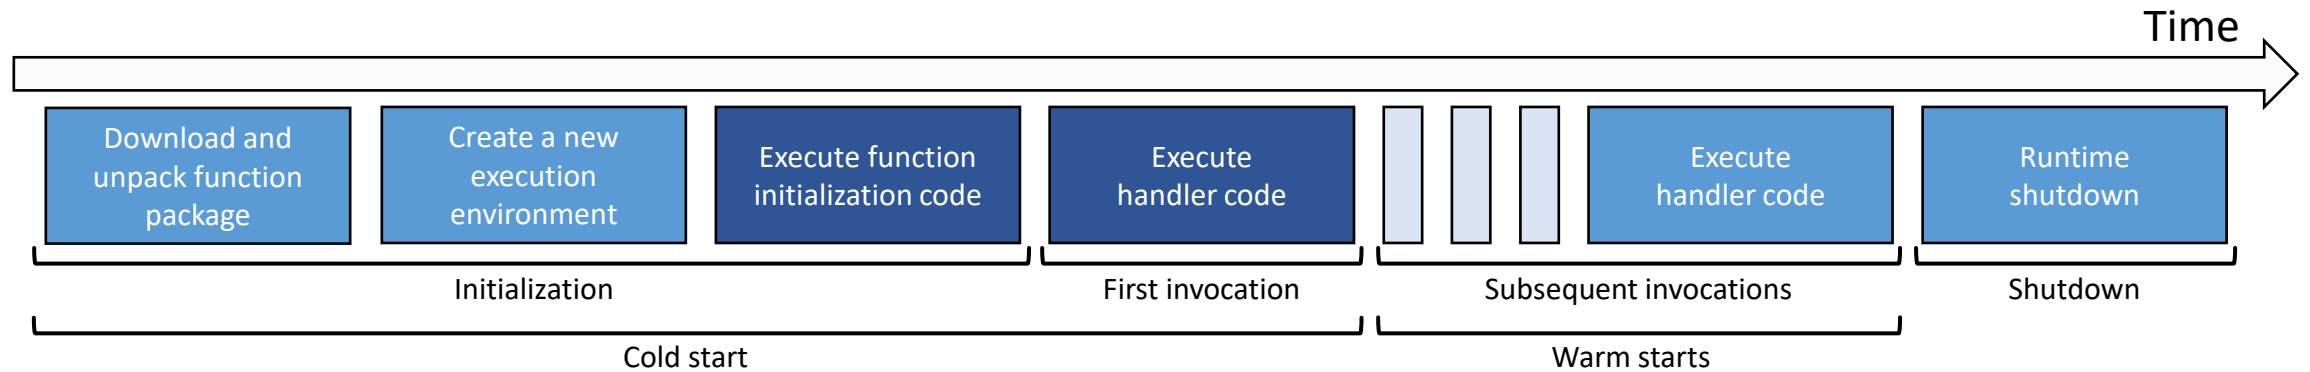 Time
Download and
unpack function
package
Create a new
execution
environment
Execute function
initialization code
Execute
handler code
Execute
handler code
Runtime
shutdown
Initialization
First invocation
Subsequent invocations
Shutdown
Cold start
Warm starts